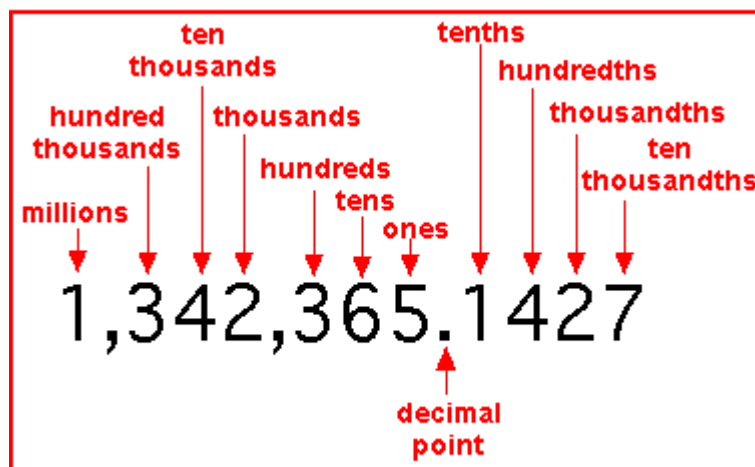 ten
thousands
tenths
hundredths
hundred
thousands
thousands
thousandths
hundreds
ten
thousandths
millions
tens
ones
1,342,365.1427
decimal
point